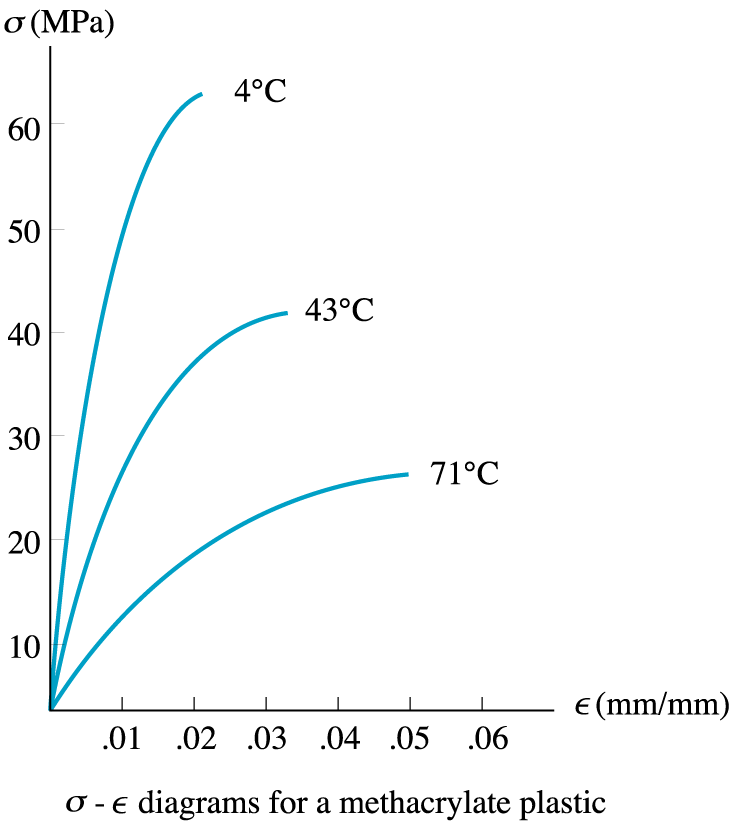 σ (MPa)
4°C
60
50
43°C
40
30
71°C
20
10
ϵ (mm/mm)
.01 .02 .03 .04 .05 .06
σ - ϵ diagrams for a methacrylate plastic